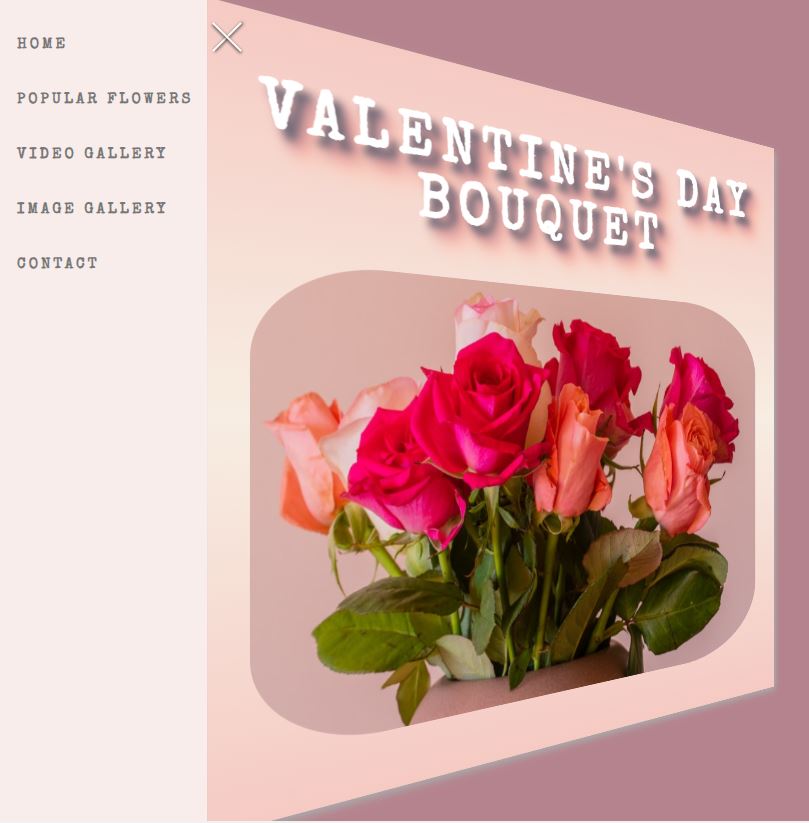 HOME
POPULAR FLOWERS
VIDEO GALLERY
IMAGE GALLERY
CONTACT
VALENTINE'S DAY
BOUQUET